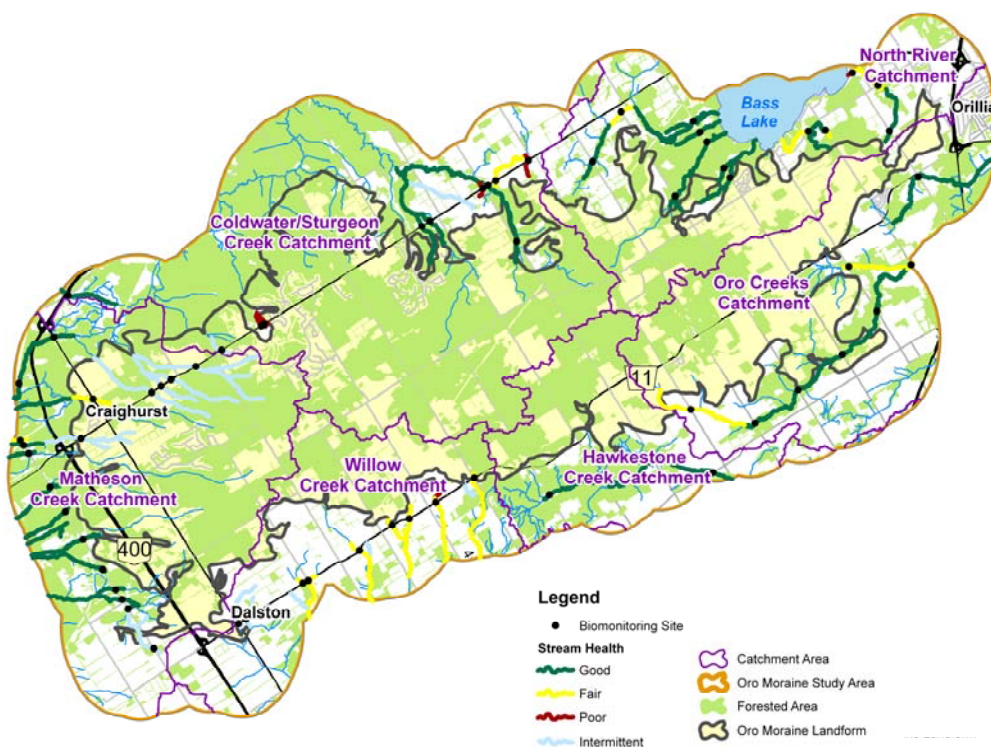 North River
Catchment
Orillia
Bass
Lake
Coldwater/Sturgeon
Creek Catchment
Oro Creeks
Catchment
11
Craighurst
Hawkestone
Creek Catchment
Willow
Creek Catchment
Matheson
Creek Catchment
400
Dalston
Legend
Biomonitoring Site
Stream Health
Good
Fair
Poor
Intermittent
Catchment Area
Oro Moraine Study Area
Forested Area
Oro Moraine Landform